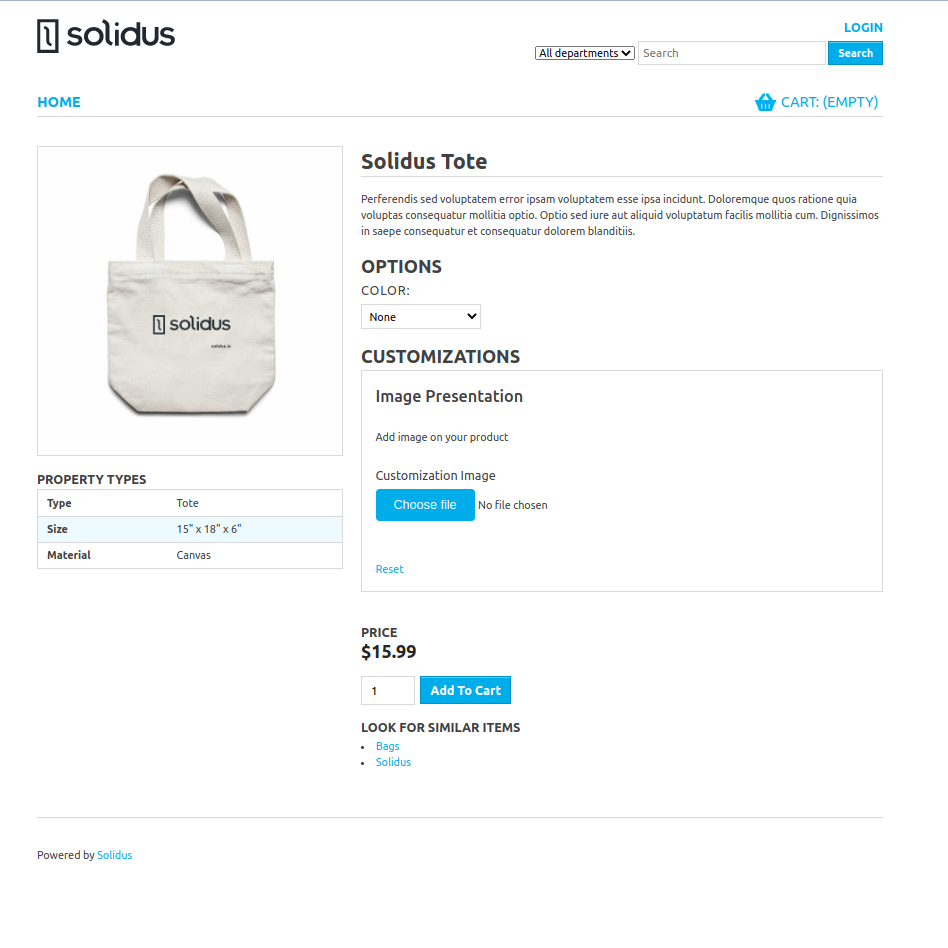 solidus
LOGIN
All departments Search Search
HOME
CART: (EMPTY)
solidus
solidus.io
PROPERTY TYPES
Type Tote
Size 15" x 18" x 6"
Material Canvas
Solidus Tote
Perferendis sed voluptatem error ipsam voluptatem esse ipsa incidunt. Doloremque quos ratione quia
voluptas consequatur mollitia optio. Optio sed iure aut aliquid voluptatum facilis mollitia cum. Dignissimos
in saepe consequatur et consequatur dolorem blanditiis.
OPTIONS
COLOR:
None
CUSTOMIZATIONS
Image Presentation
Add image on your product
Customization Image
Choose file No file chosen
Reset
PRICE
$15.99
1 Add To Cart
LOOK FOR SIMILAR ITEMS
• Bags
• Solidus
Powered by Solidus